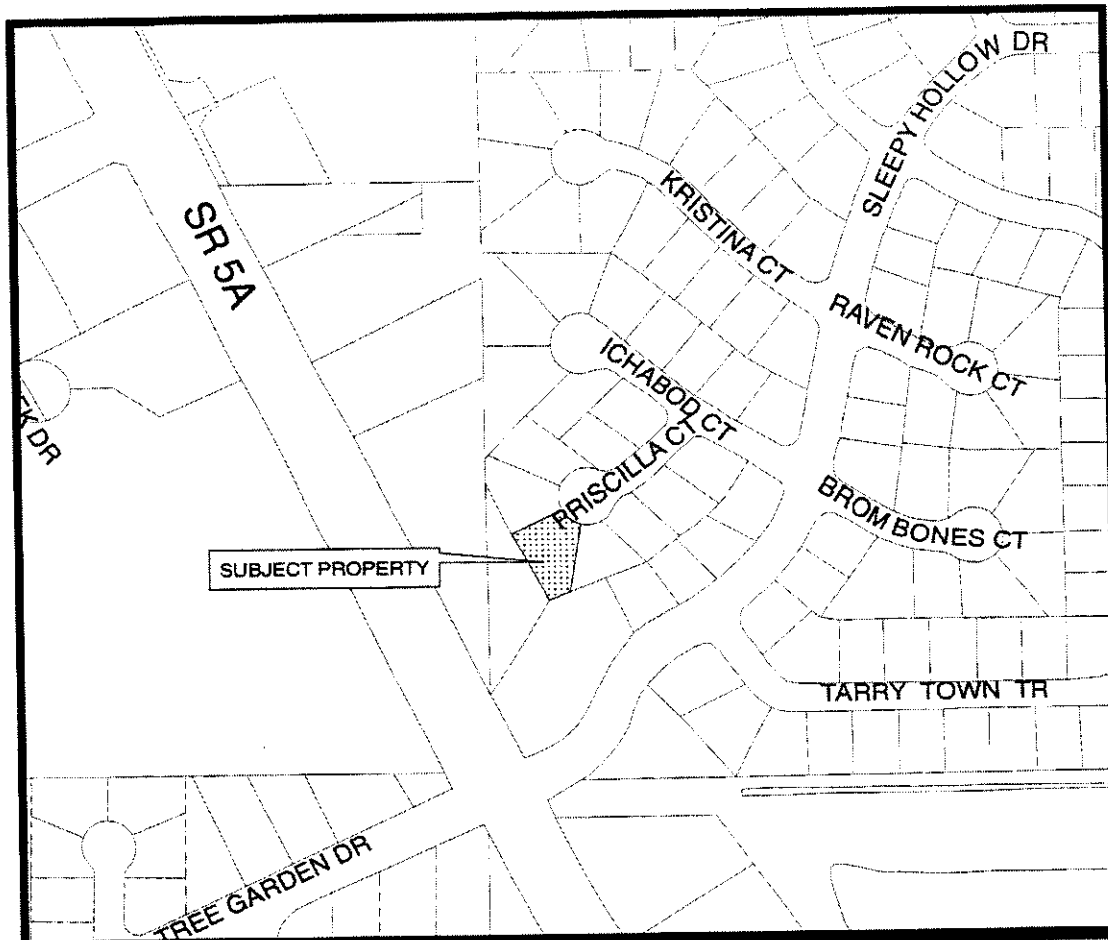 SLEEPY HOLLOW DR
KRISTINA CT
SR 5A
RAVEN ROCK CT
ICHABOD CT
EK DR
PRISCILLA CT
BROM BONES CT
SUBJECT PROPERTY
TARRY TOWN TR
TREE GARDEN DR